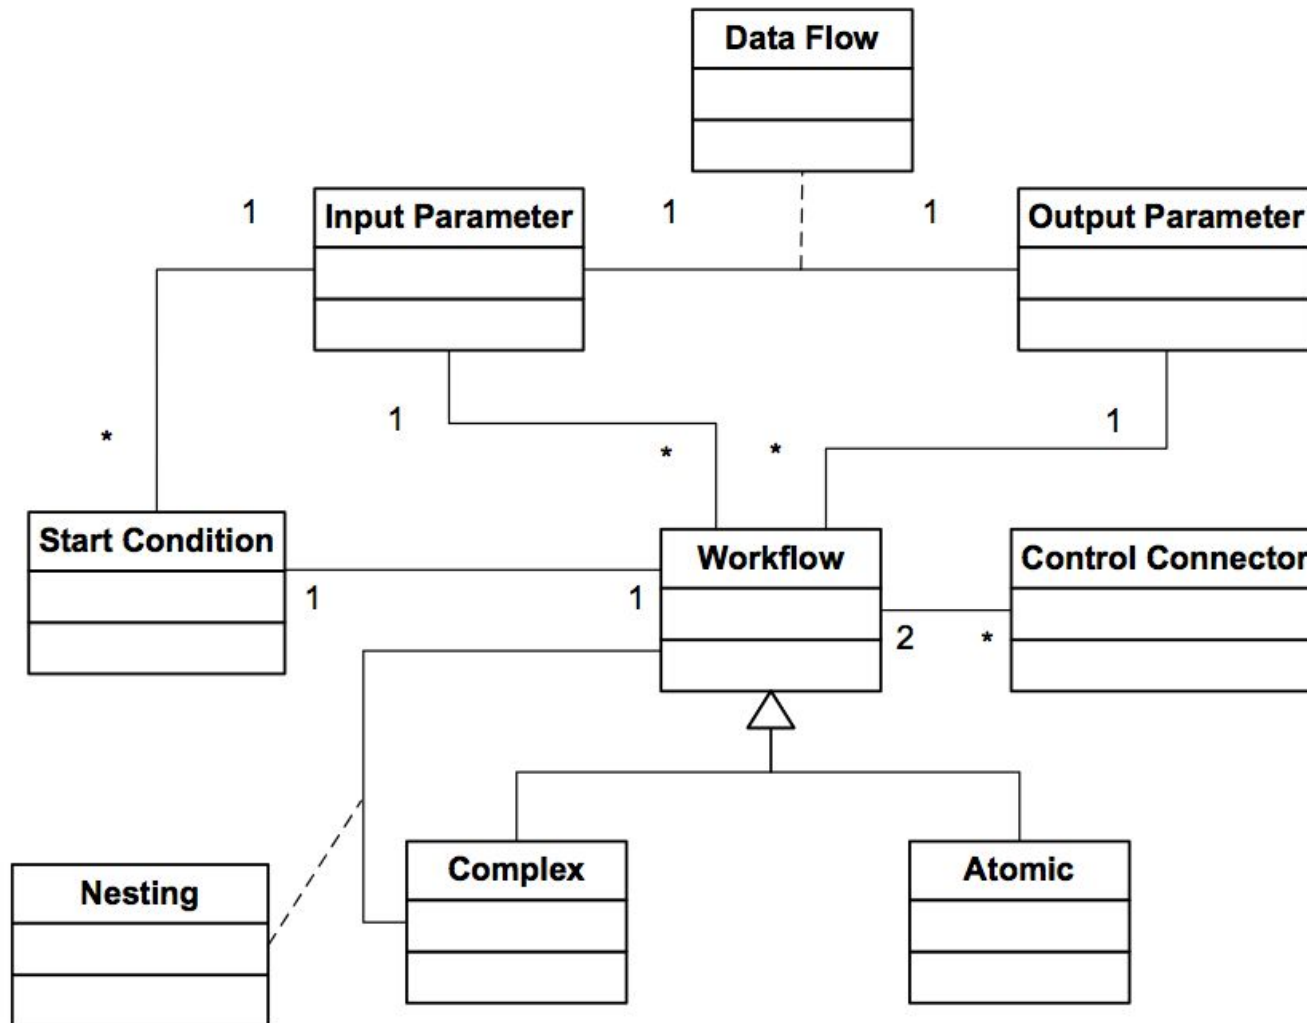 Data Flow
1
Input Parameter
1
1
Output Parameter
*
1
*
*
1
Start Condition
Workflow
Control Connector
1
1
2
*
Complex
Atomic
Nesting